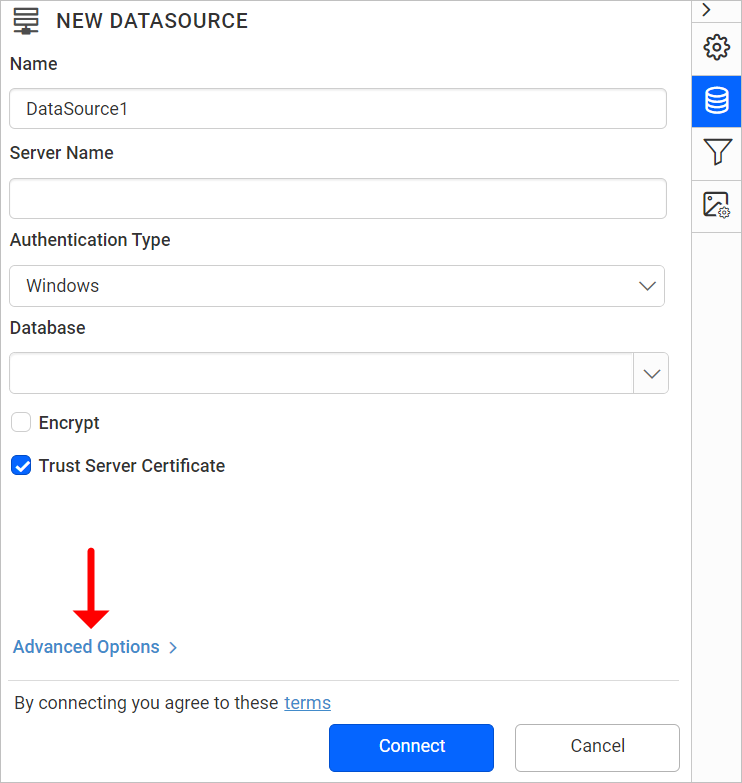 NEW DATASOURCE
Name
DataSource1
Server Name
Authentication Type
Windows
Database
Encrypt
Trust Server Certificate
Advanced Options
By connecting you agree to these terms
Connect Cancel